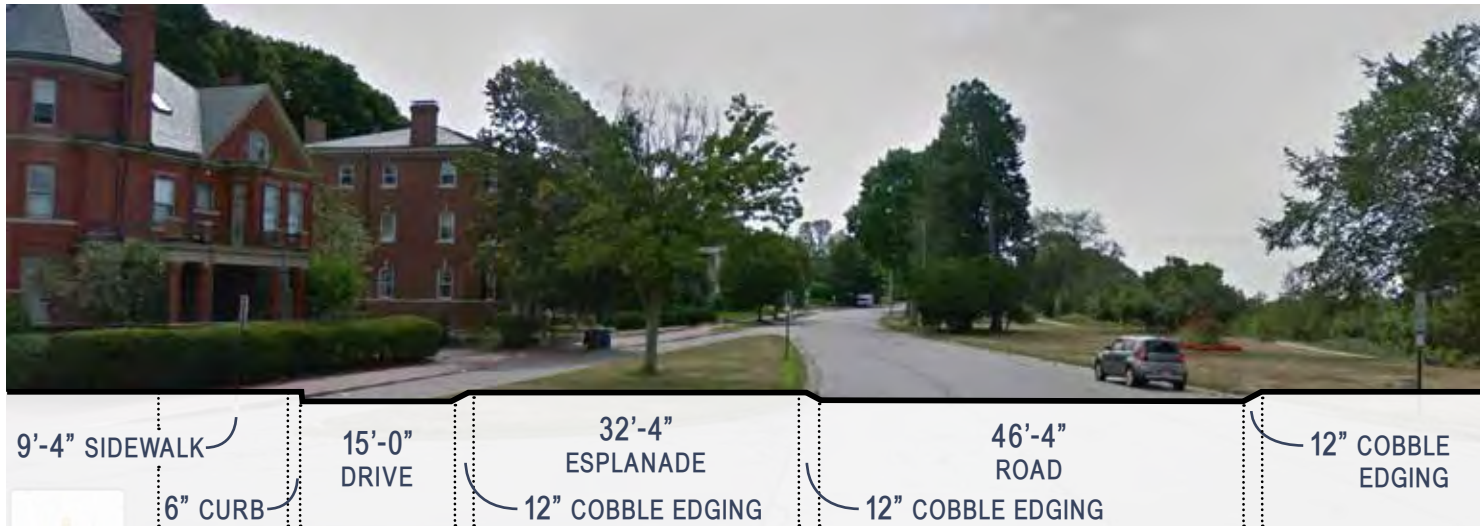 9'-4” SIDEWALK
6” CURB
15'-0”
DRIVE
12” COBBLE EDGING
32'-4”
ESPLANADE
12” COBBLE EDGING
46'-4”
ROAD
12” COBBLE
EDGING